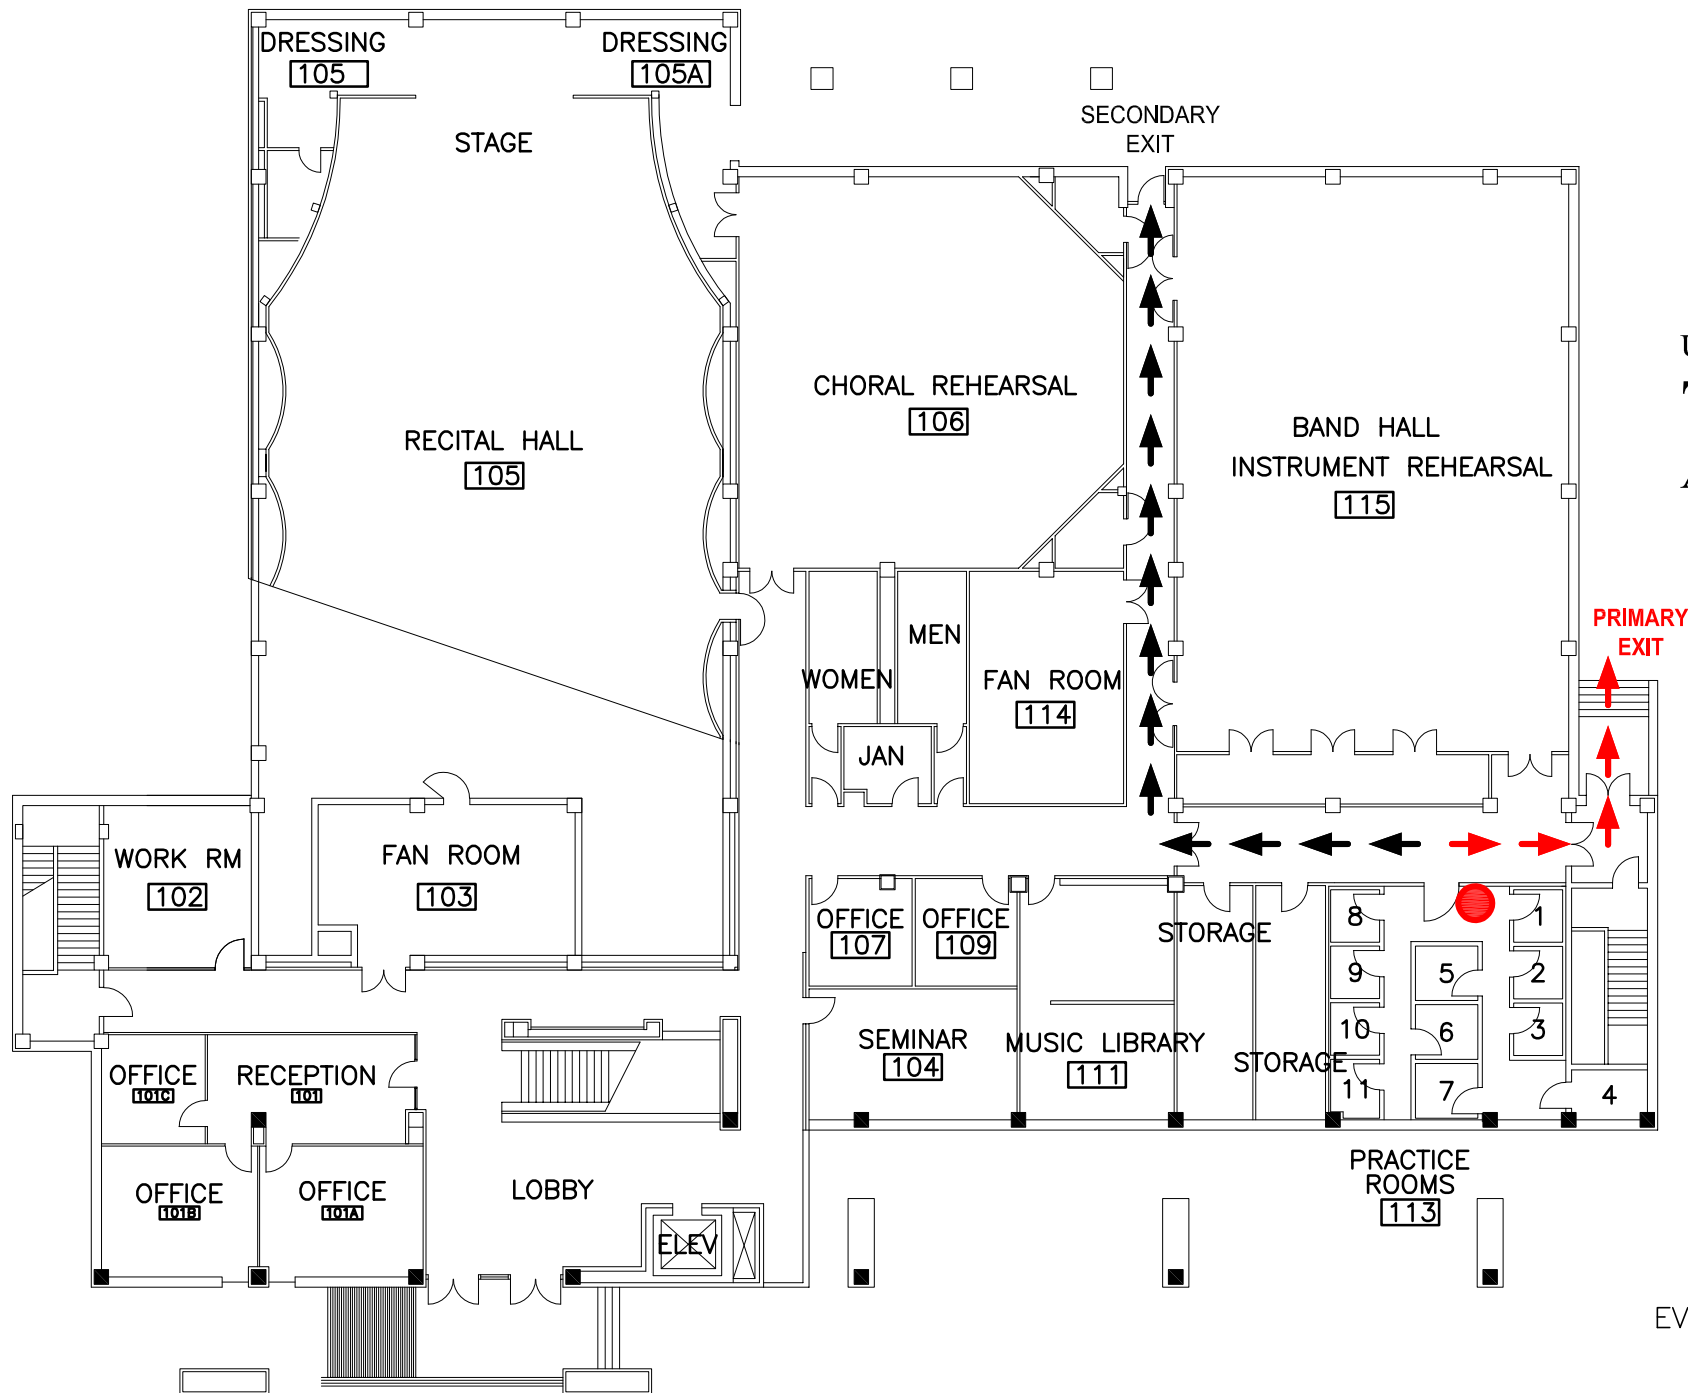 DRESSING
105
DRESSING
105A
STAGE
SECONDARY
EXIT
CHORAL REHEARSAL
106
RECITAL HALL
105
BAND HALL
INSTRUMENT REHEARSAL
115
PRIMARY
EXIT
MEN
WOMEN
FAN ROOM
114
JAN
WORK RM
102
FAN ROOM
103
OFFICE
107
OFFICE
109
STORAGE
8
1
9
5
2
10
6
3
11
7
4
SEMINAR
104
MUSIC LIBRARY
111
STORAGE
OFFICE
101C
RECEPTION
101
PRACTICE
ROOMS
113
OFFICE
101B
OFFICE
101A
LOBBY
ELEV
EV